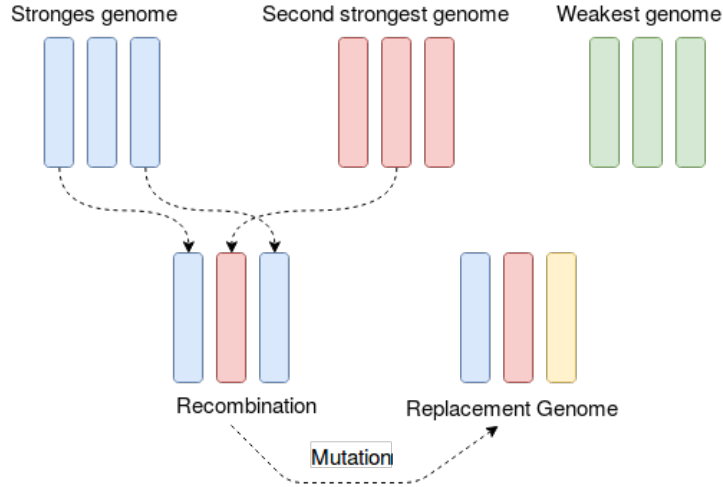 Stronges genome
Second strongest genome
Weakest genome
Recombination
Replacement Genome
Mutation